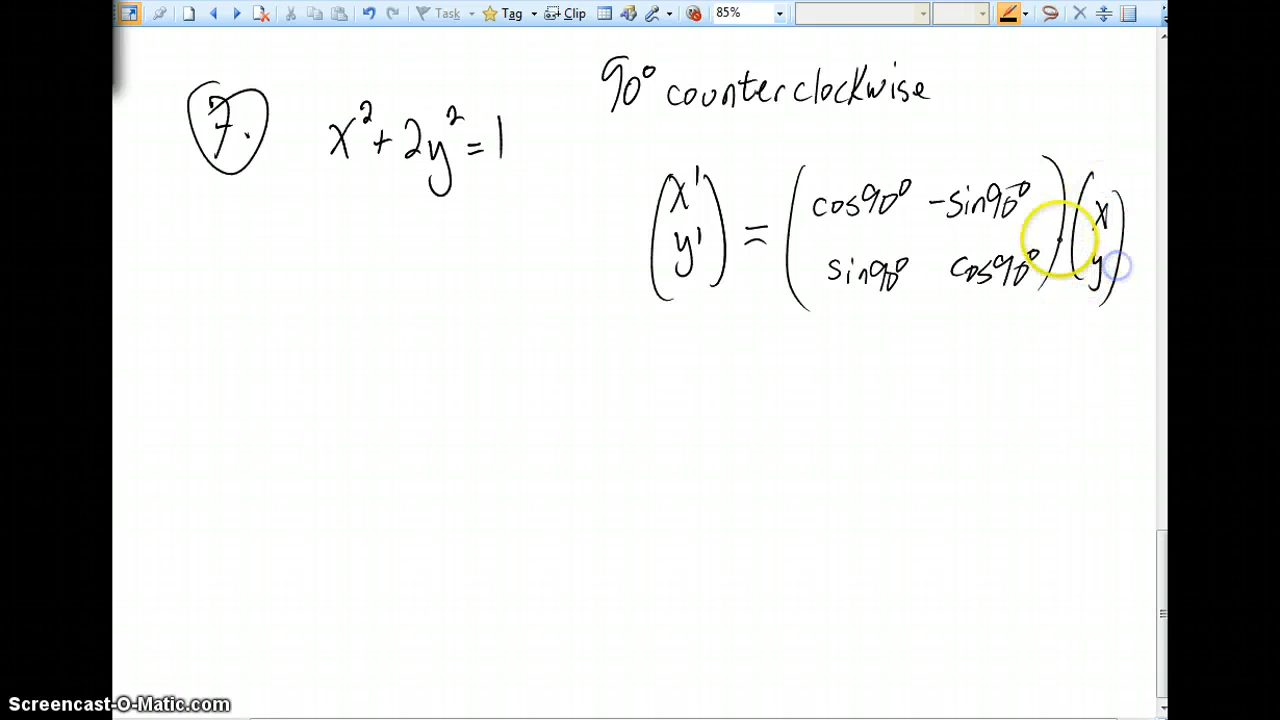 Task Tag Clip 85%
90° counterclockwise
7. x² + 2y² = 1
(x' y') = (cos90° -sin90° sin90° cos90°)(x y)
Screencast-O-Matic.com